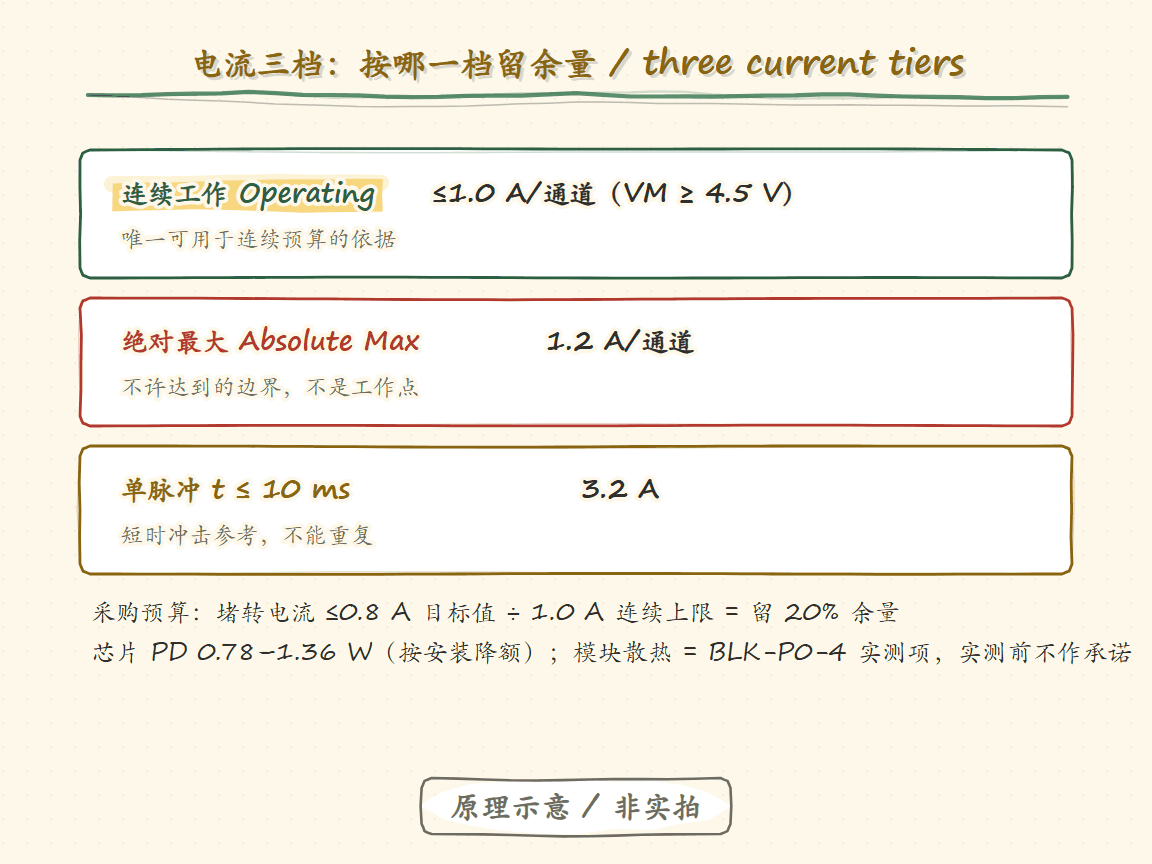 电流三档：按哪一档留余量 / three current tiers
连续工作 Operating ≤1.0 A/通道（VM ≥ 4.5 V）
唯一可用于连续预算的依据
绝对最大 Absolute Max 1.2 A/通道
不许达到的边界，不是工作点
单脉冲 t ≤ 10 ms 3.2 A
短时冲击参考，不能重复
采购预算：堵转电流 ≤0.8 A 目标值 ÷ 1.0 A 连续上限 = 留 20% 余量
芯片 PD 0.78–1.36 W（按安装降额）；模块散热 = BLK-P0-4 实测项，实测前不作承诺
原理示意 / 非实拍